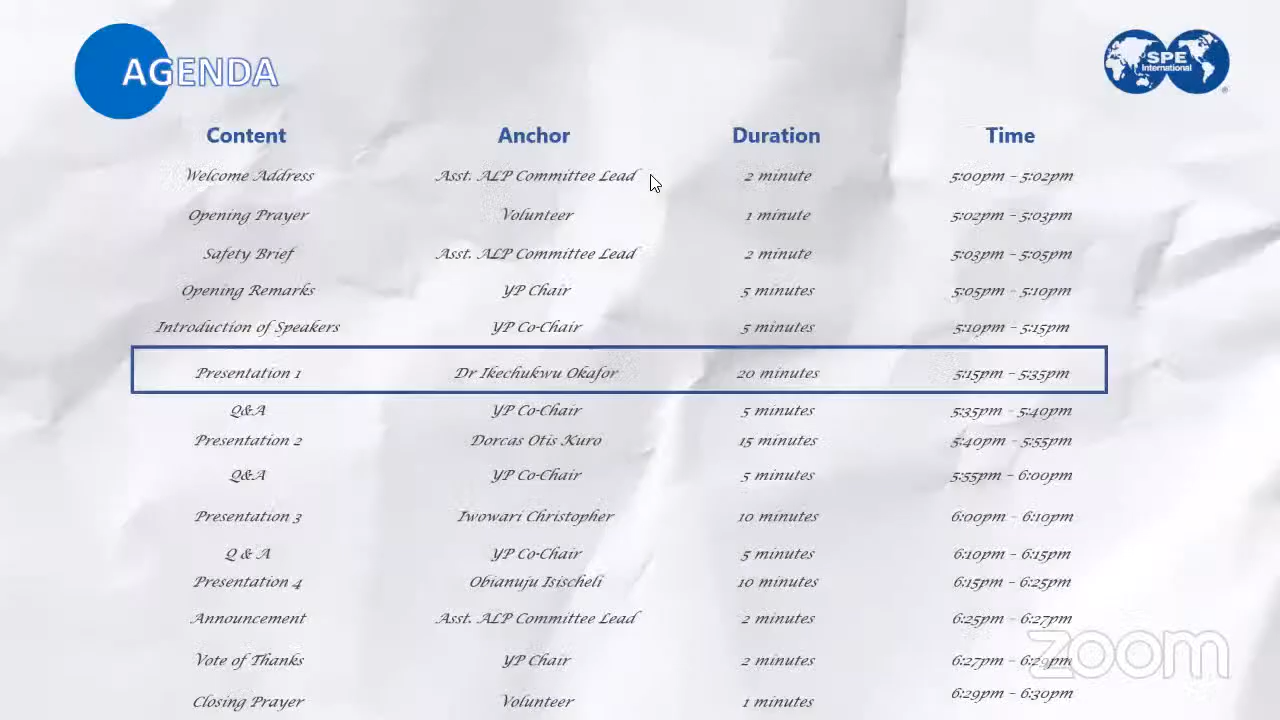 AGENDA
SPE
International
Content Anchor Duration Time
Welcome Address Asst. ALP Committee Lead 2 minute 5:00pm – 5:02pm
Opening Prayer Volunteer 1 minute 5:02pm – 5:03pm
Safety Brief Asst. ALP Committee Lead 2 minute 5:03pm – 5:05pm
Opening Remarks YP Chair 5 minutes 5:05pm – 5:10pm
Introduction of Speakers YP Co-Chair 5 minutes 5:10pm – 5:15pm
Presentation 1 Dr Ikechukwu Okafor 20 minutes 5:15pm – 5:35pm
Q&A YP Co-Chair 5 minutes 5:35pm – 5:40pm
Presentation 2 Dorcas Otis Kuro 15 minutes 5:40pm – 5:55pm
Q&A YP Co-Chair 5 minutes 5:55pm – 6:00pm
Presentation 3 Iwowari Christopher 10 minutes 6:00pm – 6:10pm
Q & A YP Co-Chair 5 minutes 6:10pm – 6:15pm
Presentation 4 Obianuju Isischeli 10 minutes 6:15pm – 6:25pm
Announcement Asst. ALP Committee Lead 2 minutes 6:25pm – 6:27pm
Vote of Thanks YP Chair 2 minutes 6:27pm – 6:29pm
Closing Prayer Volunteer 1 minutes 6:29pm – 6:30pm
zoom